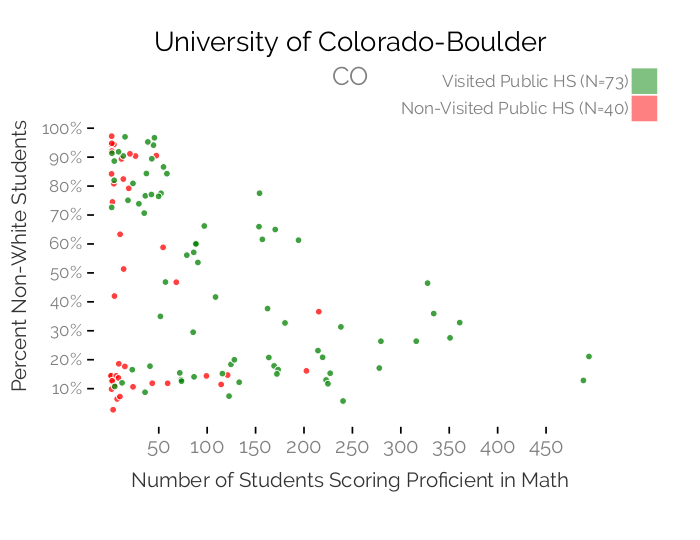 University of Colorado-Boulder
CO
Visited Public HS (N=73)
Non-Visited Public HS (N=40)
Percent Non-White Students
100%
90%
80%
70%
60%
50%
40%
30%
20%
10%
50 100 150 200 250 300 350 400 450
Number of Students Scoring Proficient in Math